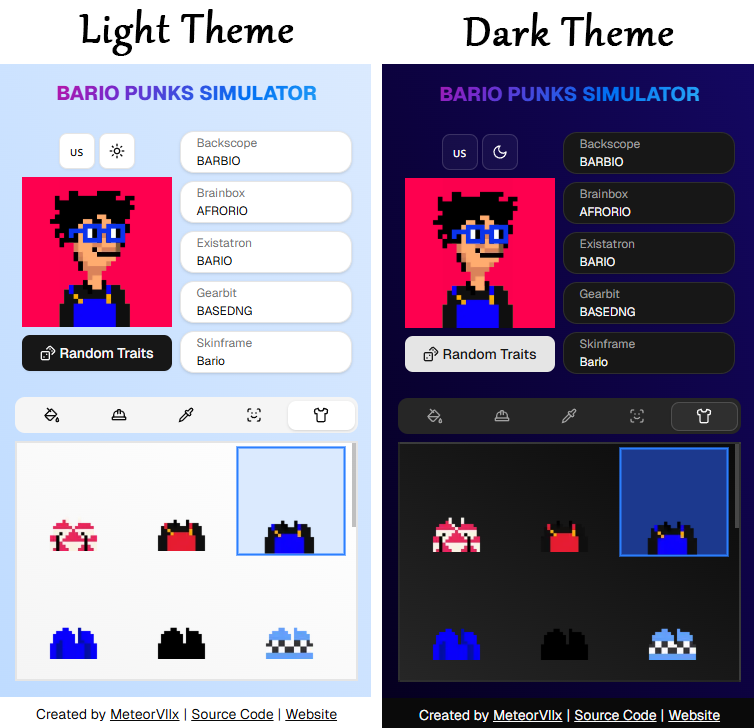 Light Theme
BARIO PUNKS SIMULATOR
US
Backscope
BARBIO
Brainbox
AFRORIO
Existatron
BARIO
Gearbit
BASEDNG
Skinframe
Bario
Random Traits
Created by MeteorVIIx | Source Code | Website
Dark Theme
BARIO PUNKS SIMULATOR
US
Backscope
BARBIO
Brainbox
AFRORIO
Existatron
BARIO
Gearbit
BASEDNG
Skinframe
Bario
Random Traits
Created by MeteorVIIx | Source Code | Website